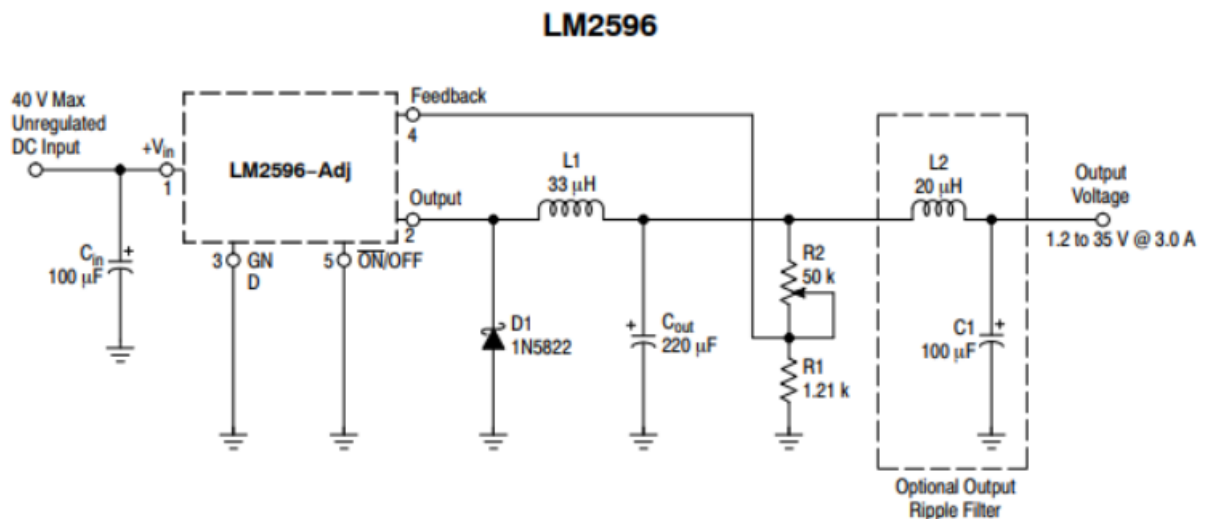 LM2596
40 V Max
Unregulated
DC Input
+Vin
1
LM2596–Adj
Feedback
4
Output
2
3
GN
D
5
ON/OFF
Cin
100 μF
+
L1
33 μH
D1
1N5822
+
Cout
220 μF
R2
50 k
R1
1.21 k
L2
20 μH
C1
100 μF
+
Output
Voltage
1.2 to 35 V @ 3.0 A
Optional Output
Ripple Filter